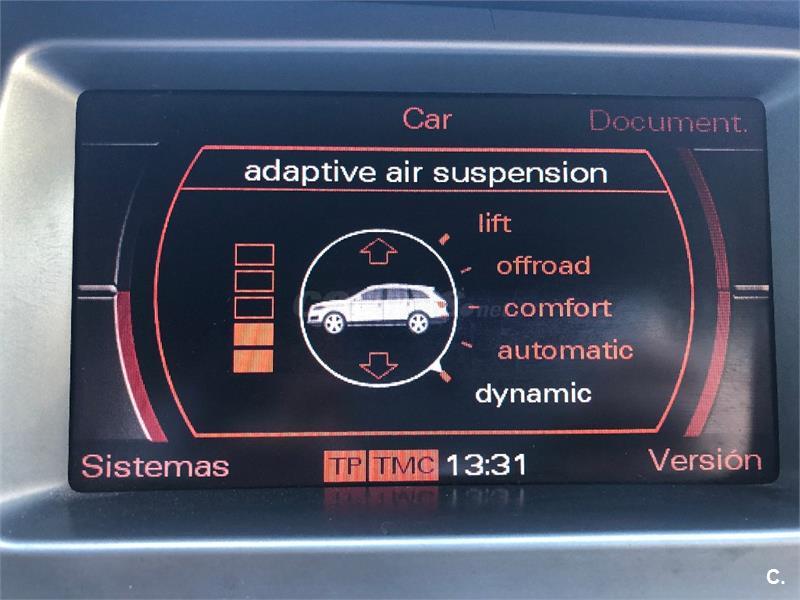 Car
Document.
adaptive air suspension
lift
offroad
comfort
automatic
dynamic
Sistemas
TP TMC 13:31
Versión
C.